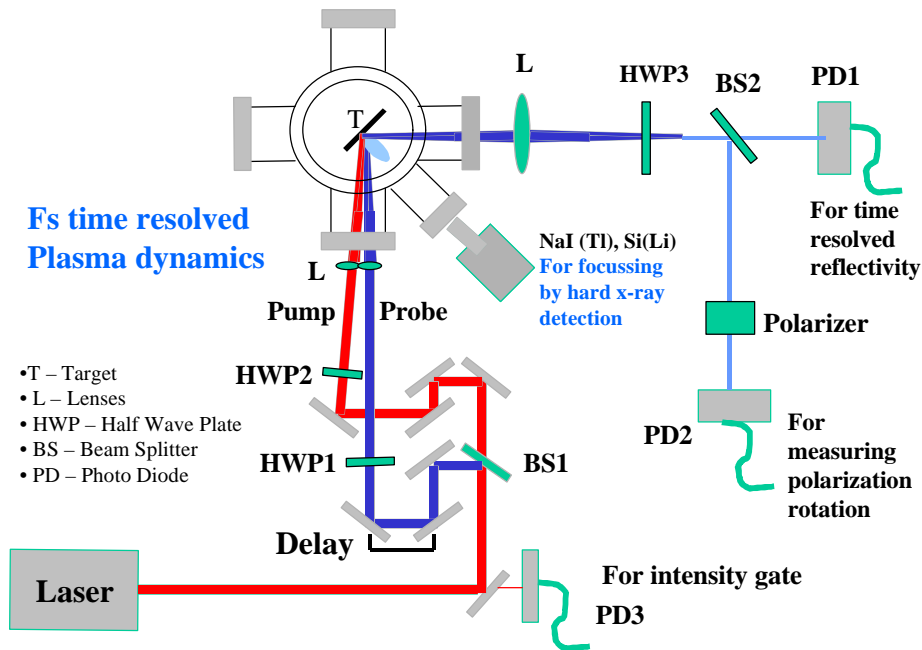 L
HWP3
BS2
PD1
T
For time
resolved
reflectivity
Fs time resolved
Plasma dynamics
NaI (Tl), Si(Li)
For focussing
by hard x-ray
detection
L
Pump
Probe
Polarizer
HWP2
•T – Target
•L – Lenses
•HWP – Half Wave Plate
•BS – Beam Splitter
•PD – Photo Diode
PD2
For
measuring
polarization
rotation
HWP1
BS1
Delay
Laser
For intensity gate
PD3